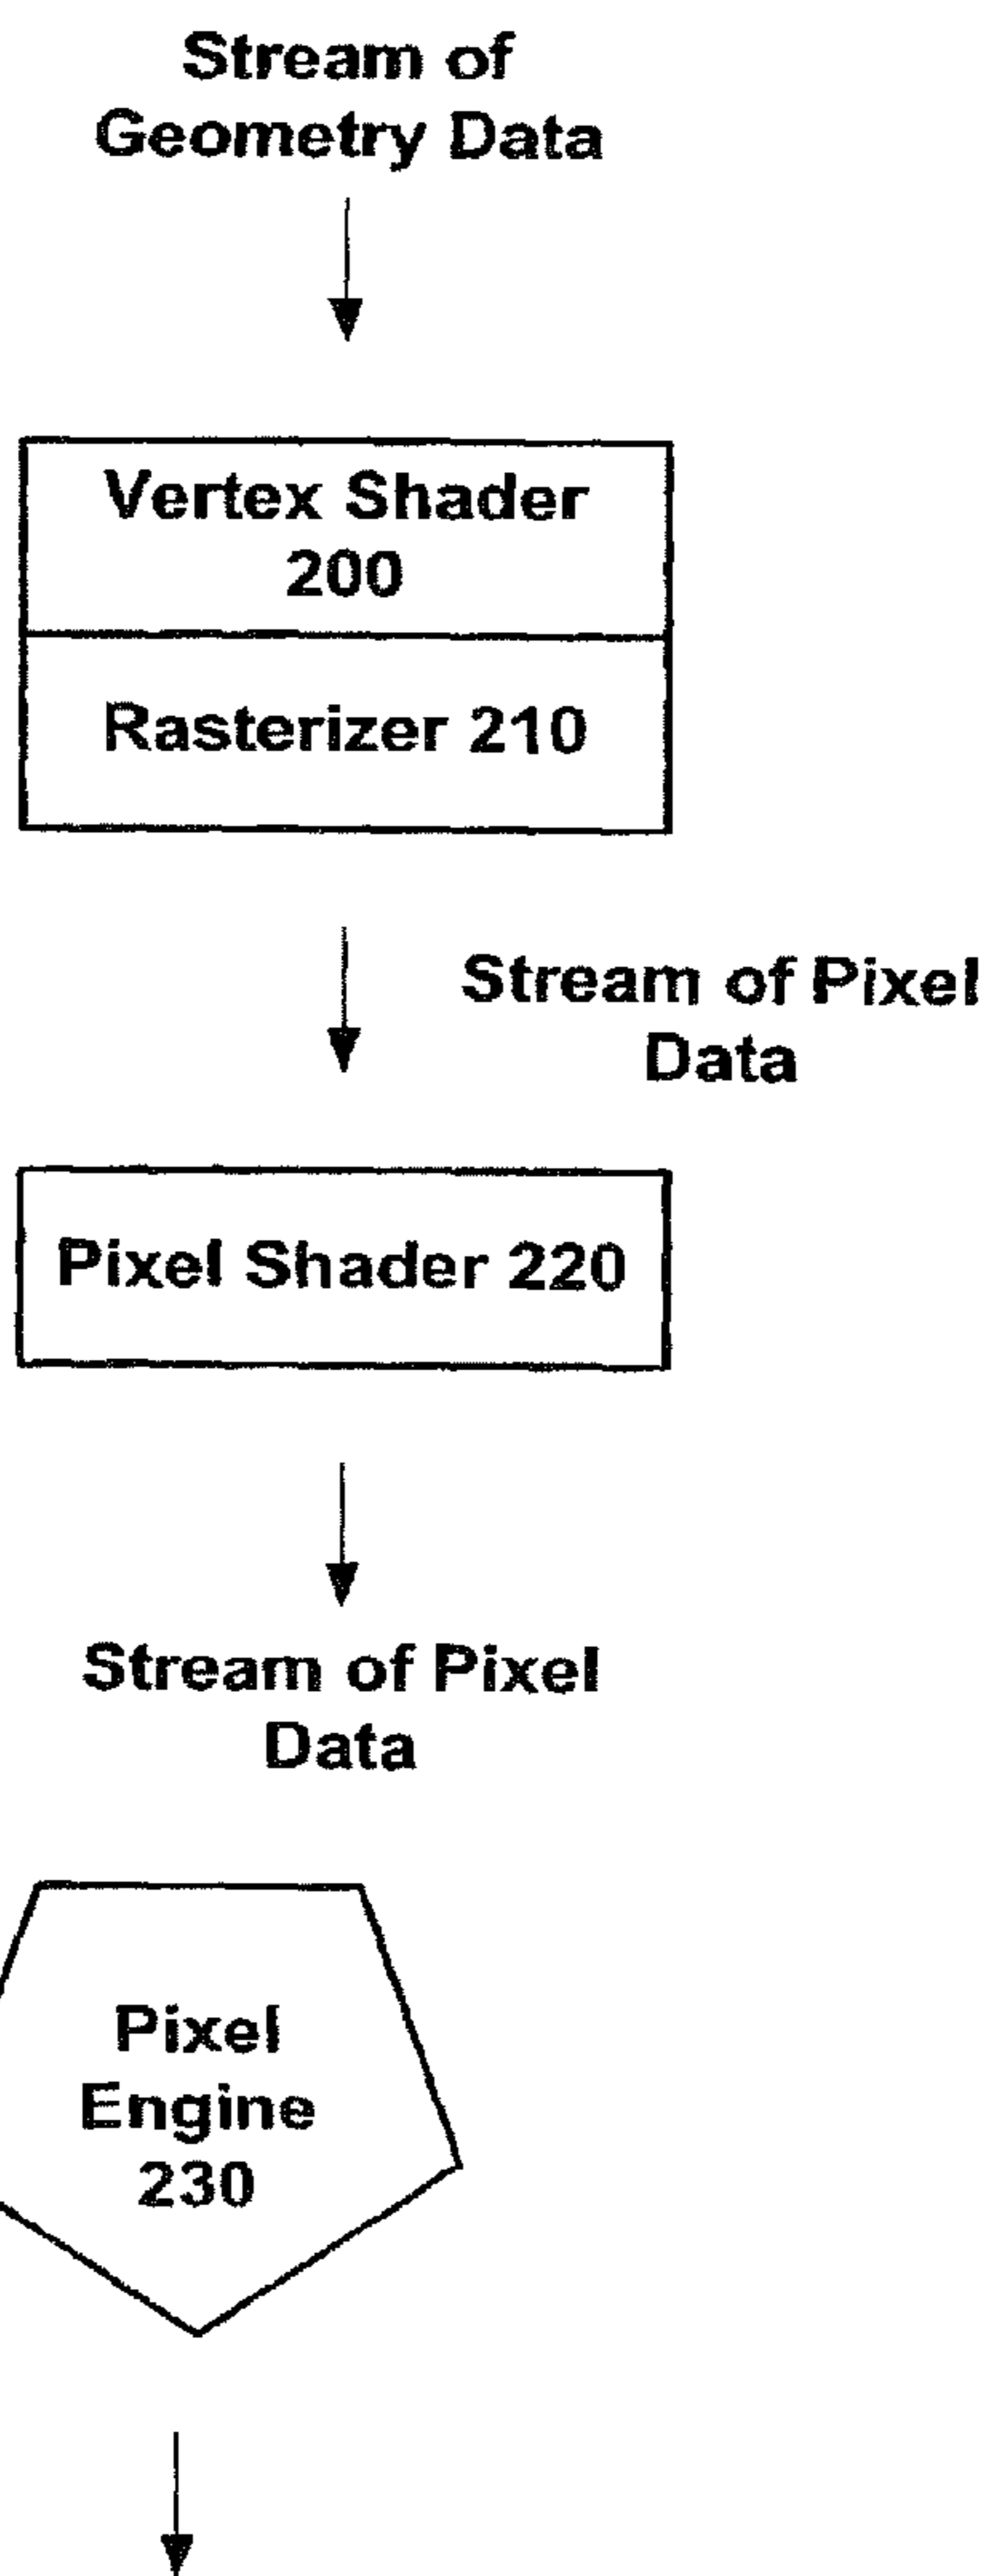 Stream of
Geometry Data
Vertex Shader
200
Rasterizer 210
Stream of Pixel
Data
Pixel Shader 220
Stream of Pixel
Data
Pixel
Engine
230